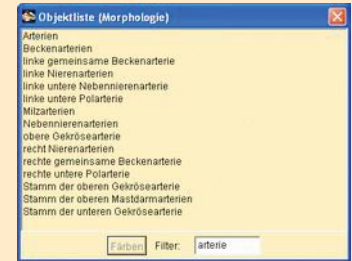 Objektliste (Morphologie)
Arterien
Beckenarterien
linke gemeinsame Beckenarterie
linke Nierenarterien
linke untere Nebennierenarterie
linke untere Polarterie
Milzarterien
Nebennierenarterien
obere Gekrösearterie
recht Nierenarterien
rechte gemeinsame Beckenarterie
rechte untere Polarterie
Stamm der oberen Gekrösearterie
Stamm der oberen Mastdarmarterien
Stamm der unteren Gekrösearterie
Färben Filter: arterie